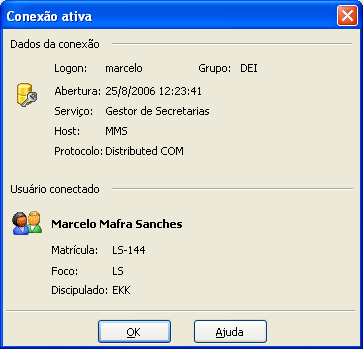 Conexão ativa
Dados da conexão
Logon: marcelo Grupo: DEI
Abertura: 25/8/2006 12:23:41
Serviço: Gestor de Secretarias
Host: MMS
Protocolo: Distributed COM
Usuário conectado
Marcelo Mafra Sanches
Matrícula: LS-144
Foco: LS
Discipulado: EKK
OK Ajuda